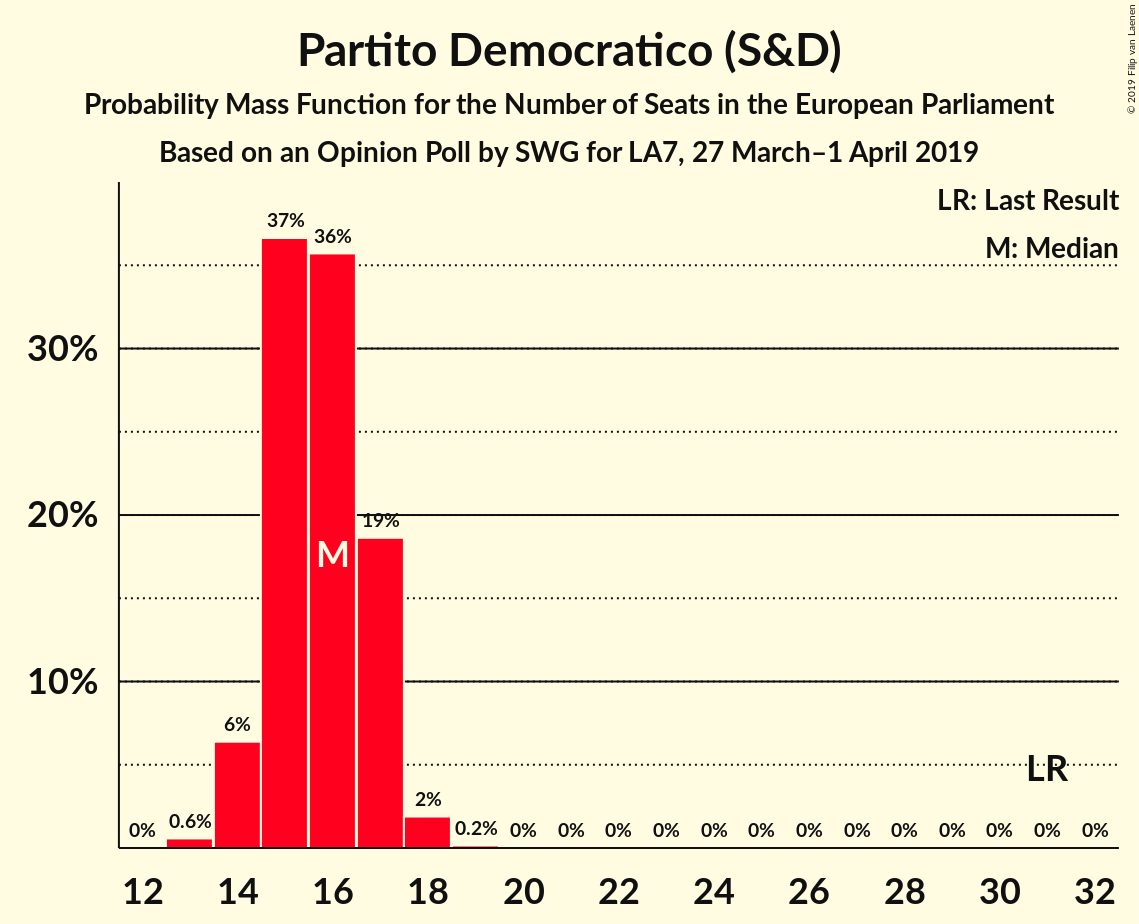 Partito Democratico (S&D)
Probability Mass Function for the Number of Seats in the European Parliament
Based on an Opinion Poll by SWG for LA7, 27 March–1 April 2019
© 2019 Filip van Laenen
LR: Last Result
M: Median
37%
36%
30%
20%
19%
M
10%
6%
LR
2%
0%
0.6%
0.2%
0% 0% 0% 0% 0% 0% 0% 0% 0% 0% 0% 0% 0%
12 14 16 18 20 22 24 26 28 30 32